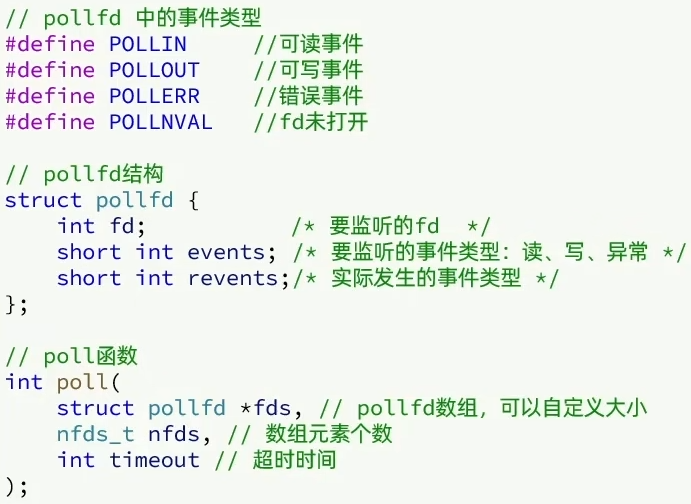 // pollfd 中的事件类型
#define POLLIN     //可读事件
#define POLLOUT    //可写事件
#define POLLERR    //错误事件
#define POLLNVAL   //fd未打开

// pollfd结构
struct pollfd {
    int fd;           /* 要监听的fd  */
    short int events; /* 要监听的事件类型：读、写、异常 */
    short int revents;/* 实际发生的事件类型 */
};

// poll函数
int poll(
    struct pollfd *fds, // pollfd数组，可以自定义大小
    nfds_t nfds, // 数组元素个数
    int timeout // 超时时间
);